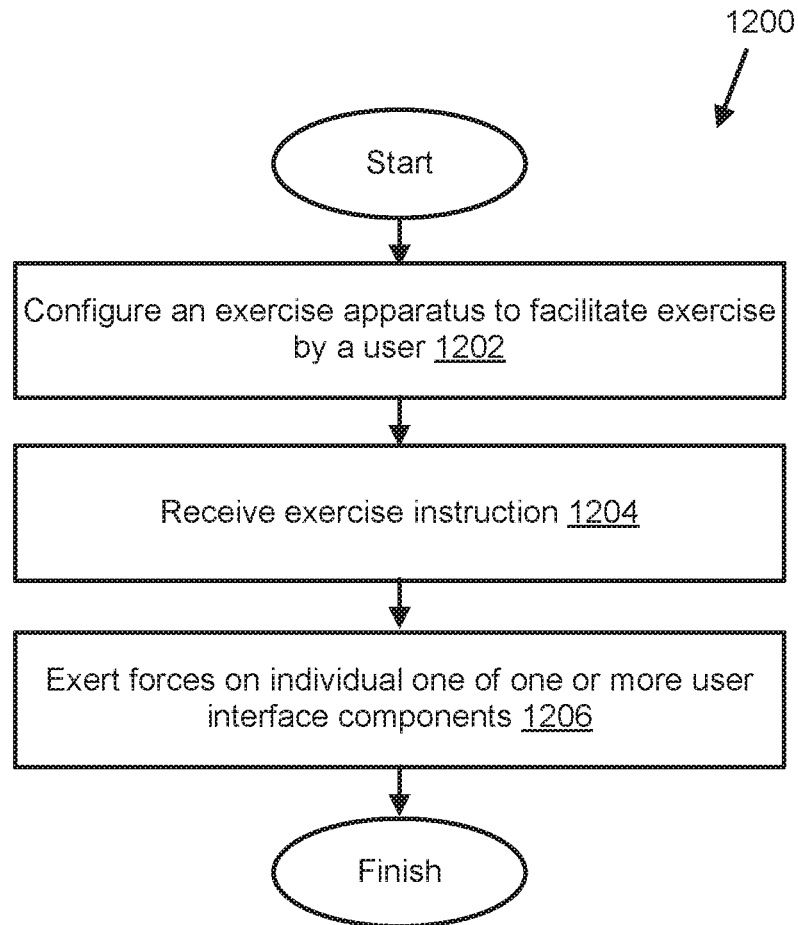 1200
Start
Configure an exercise apparatus to facilitate exercise
by a user 1202
Receive exercise instruction 1204
Exert forces on individual one of one or more user
interface components 1206
Finish